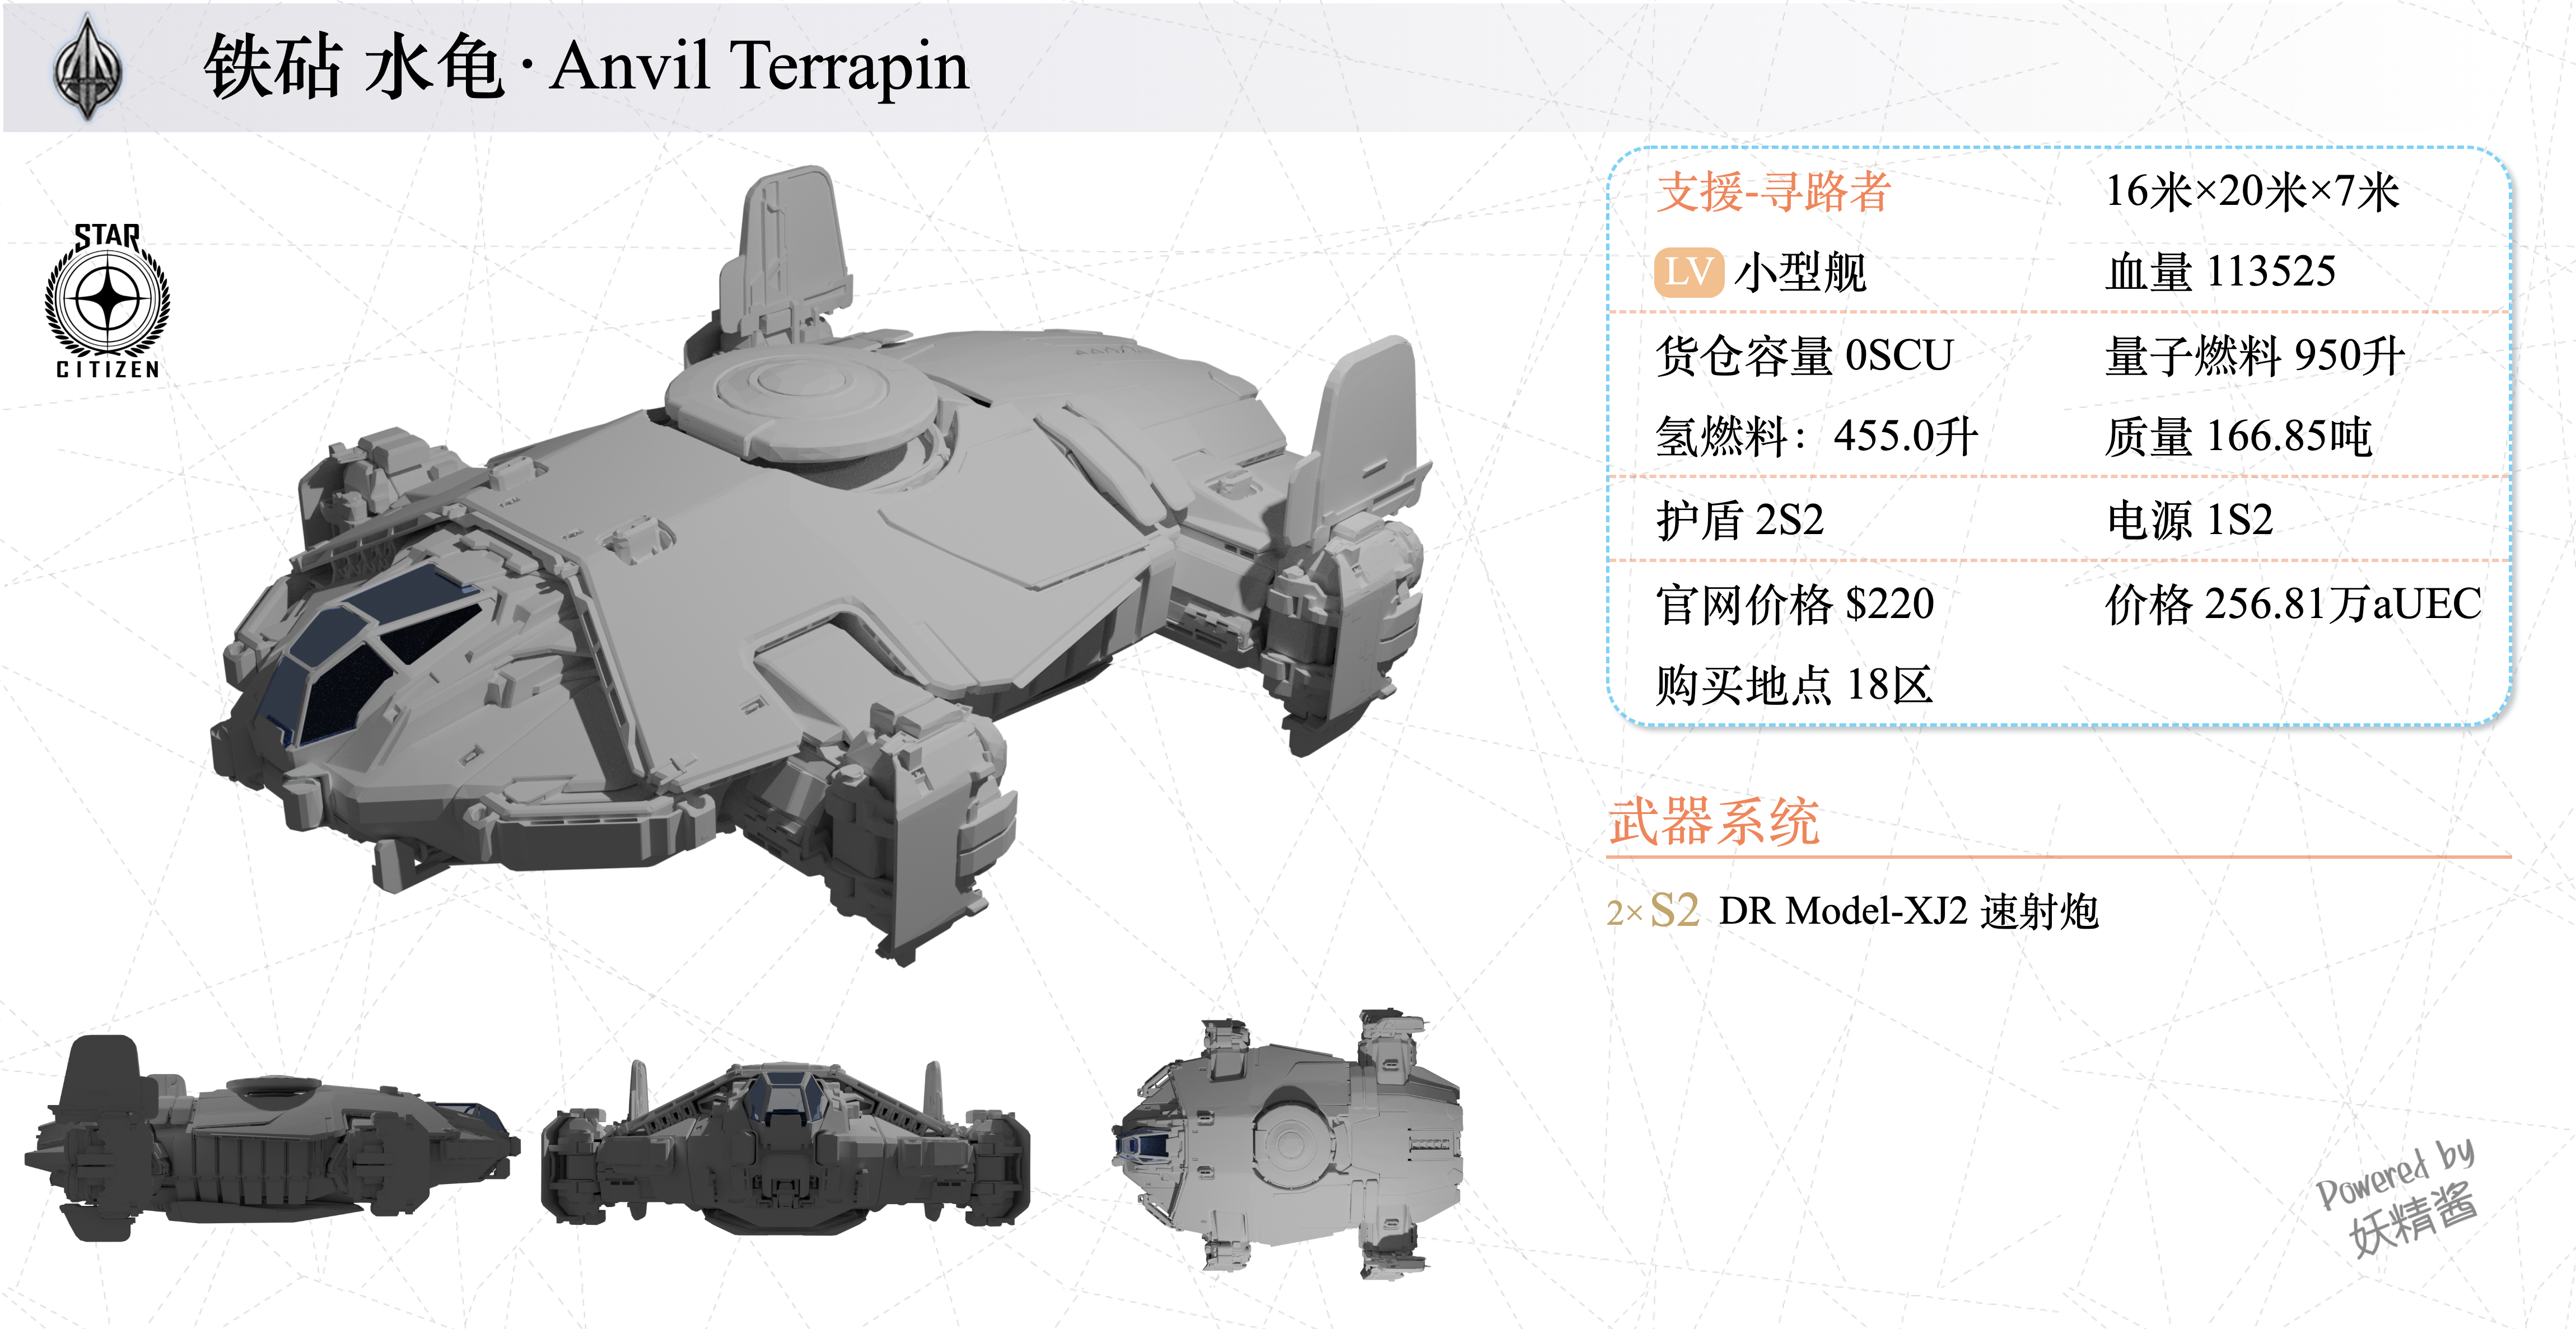 铁砧 水龟·Anvil Terrapin
STAR
CITIZEN
支援-寻路者 16米×20米×7米
LV 小型舰 血量 113525
货仓容量 0SCU 量子燃料 950升
氢燃料：455.0升 质量 166.85吨
护盾 2S2 电源 1S2
官网价格 $220 价格 256.81万aUEC
购买地点 18区
武器系统
2× S2 DR Model-XJ2 速射炮
Powered by
妖精酱